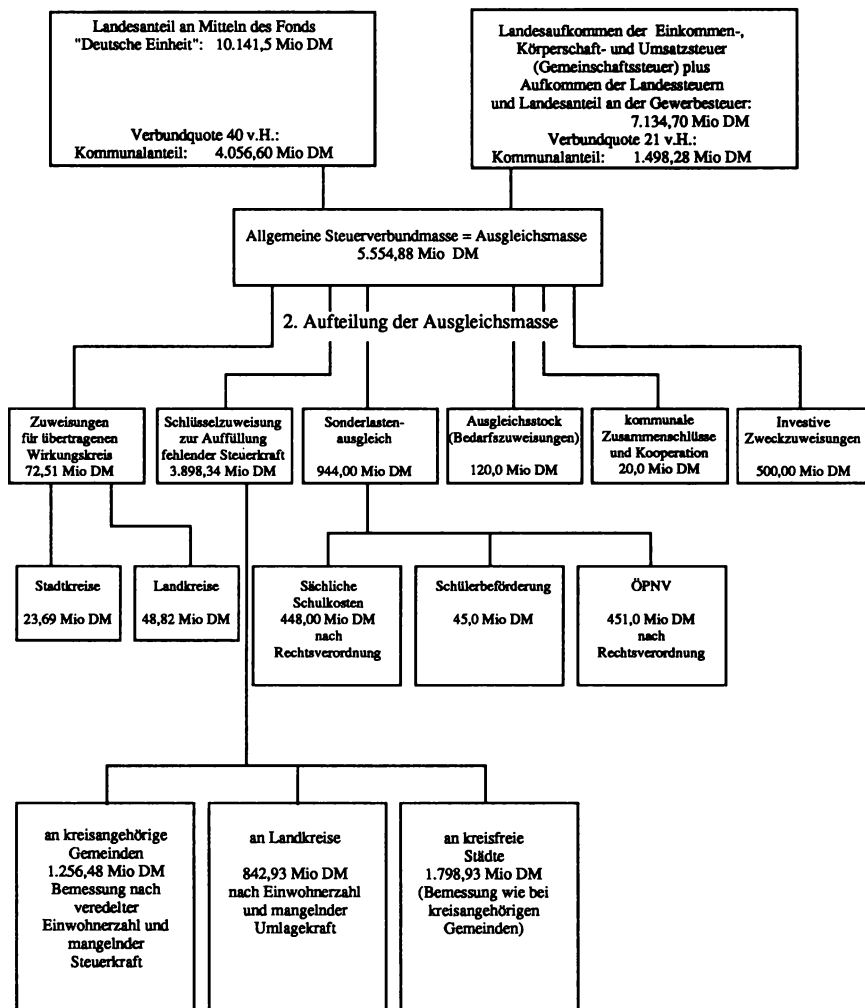 Landesanteil an Mitteln des Fonds
"Deutsche Einheit": 10.141,5 Mio DM
Verbundquote 40 v.H.:
Kommunalanteil: 4.056,60 Mio DM
Landesaufkommen der Einkommen-,
Körperschaft- und Umsatzsteuer
(Gemeinschaftssteuer) plus
Aufkommen der Landessteuern
und Landesanteil an der Gewerbesteuer:
7.134,70 Mio DM
Verbundquote 21 v.H.:
Kommunalanteil: 1.498,28 Mio DM
Allgemeine Steuerverbundmasse = Ausgleichsmasse
5.554,88 Mio DM
2. Aufteilung der Ausgleichsmasse
Zuweisungen
für übertragenen
Wirkungskreis
72,51 Mio DM
Schlüsselzuweisung
zur Auffüllung
fehlender Steuerkraft
3.898,34 Mio DM
Sonderlasten-
ausgleich
944,00 Mio DM
Ausgleichsstock
(Bedarfszuweisungen)
120,0 Mio DM
kommunale
Zusammenschlüsse
und Kooperation
20,0 Mio DM
Investive
Zweckzuweisungen
500,00 Mio DM
Stadtkreise
23,69 Mio DM
Landkreise
48,82 Mio DM
Sächliche
Schulkosten
448,00 Mio DM
nach
Rechtsverordnung
Schülerbeförderung
45,0 Mio DM
ÖPNV
451,0 Mio DM
nach
Rechtsverordnung
an kreisangehörige
Gemeinden
1.256,48 Mio DM
Bemessung nach
veredelter
Einwohnerzahl und
mangelnder
Steuerkraft
an Landkreise
842,93 Mio DM
nach Einwohnerzahl
und mangelnder
Umlagekraft
an kreisfreie
Städte
1.798,93 Mio DM
(Bemessung wie bei
kreisangehörigen
Gemeinden)